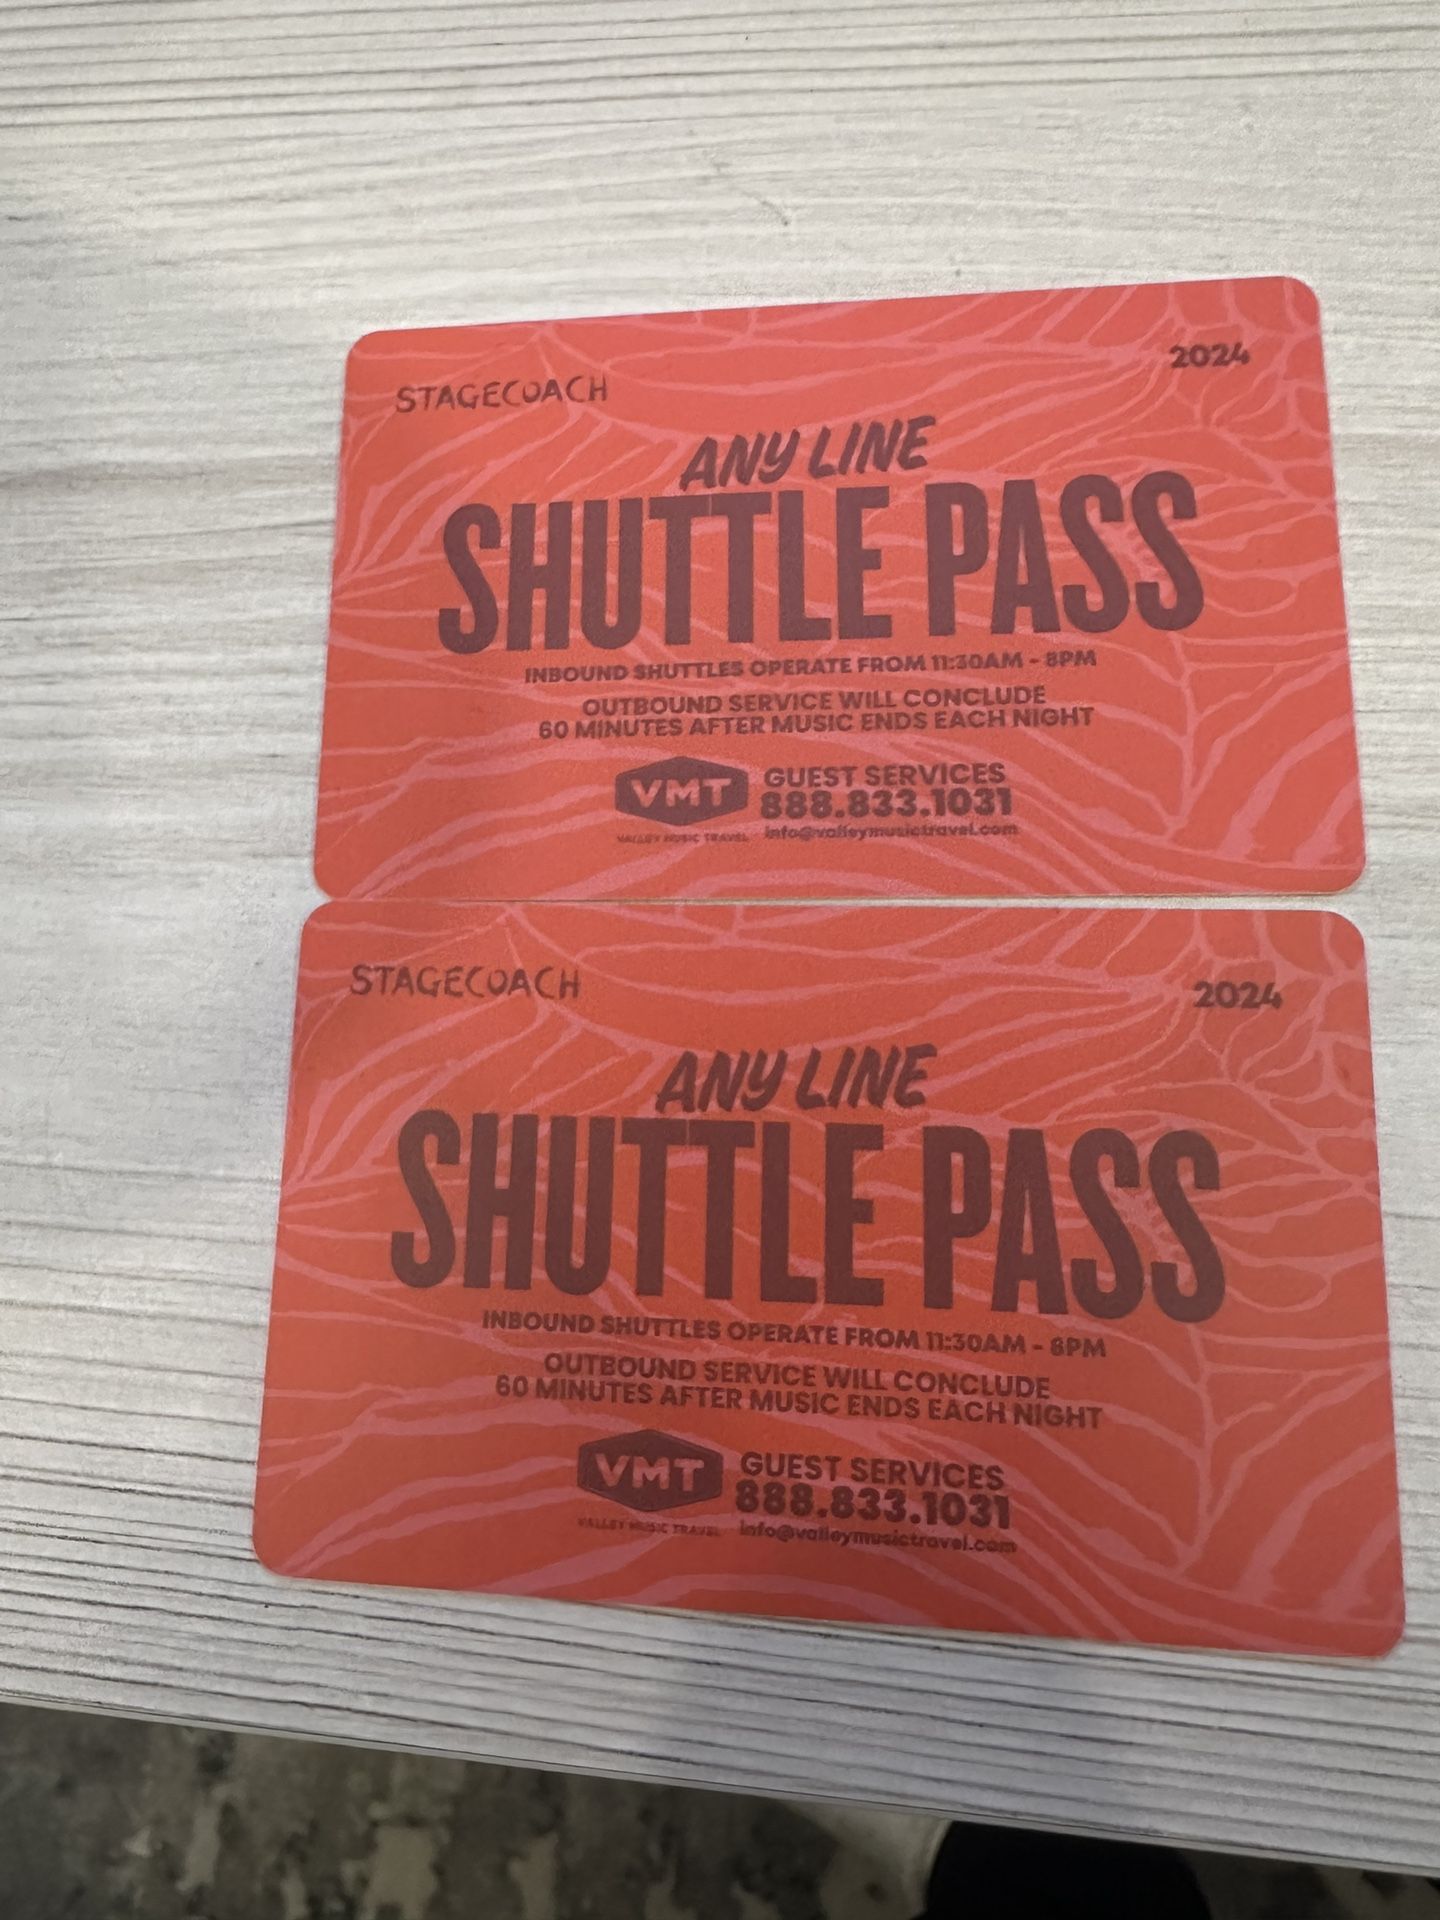 STAGECOACH
2024
ANY LINE
SHUTTLE PASS
INBOUND SHUTTLES OPERATE FROM 11:30AM - 8PM
OUTBOUND SERVICE WILL CONCLUDE
60 MINUTES AFTER MUSIC ENDS EACH NIGHT
VMT
VALLEY MUSIC TRAVEL
GUEST SERVICES
888.833.1031
info@valleymusictravel.com
STAGECOACH
2024
ANY LINE
SHUTTLE PASS
INBOUND SHUTTLES OPERATE FROM 11:30AM - 8PM
OUTBOUND SERVICE WILL CONCLUDE
60 MINUTES AFTER MUSIC ENDS EACH NIGHT
VMT
VALLEY MUSIC TRAVEL
GUEST SERVICES
888.833.1031
info@valleymusictravel.com